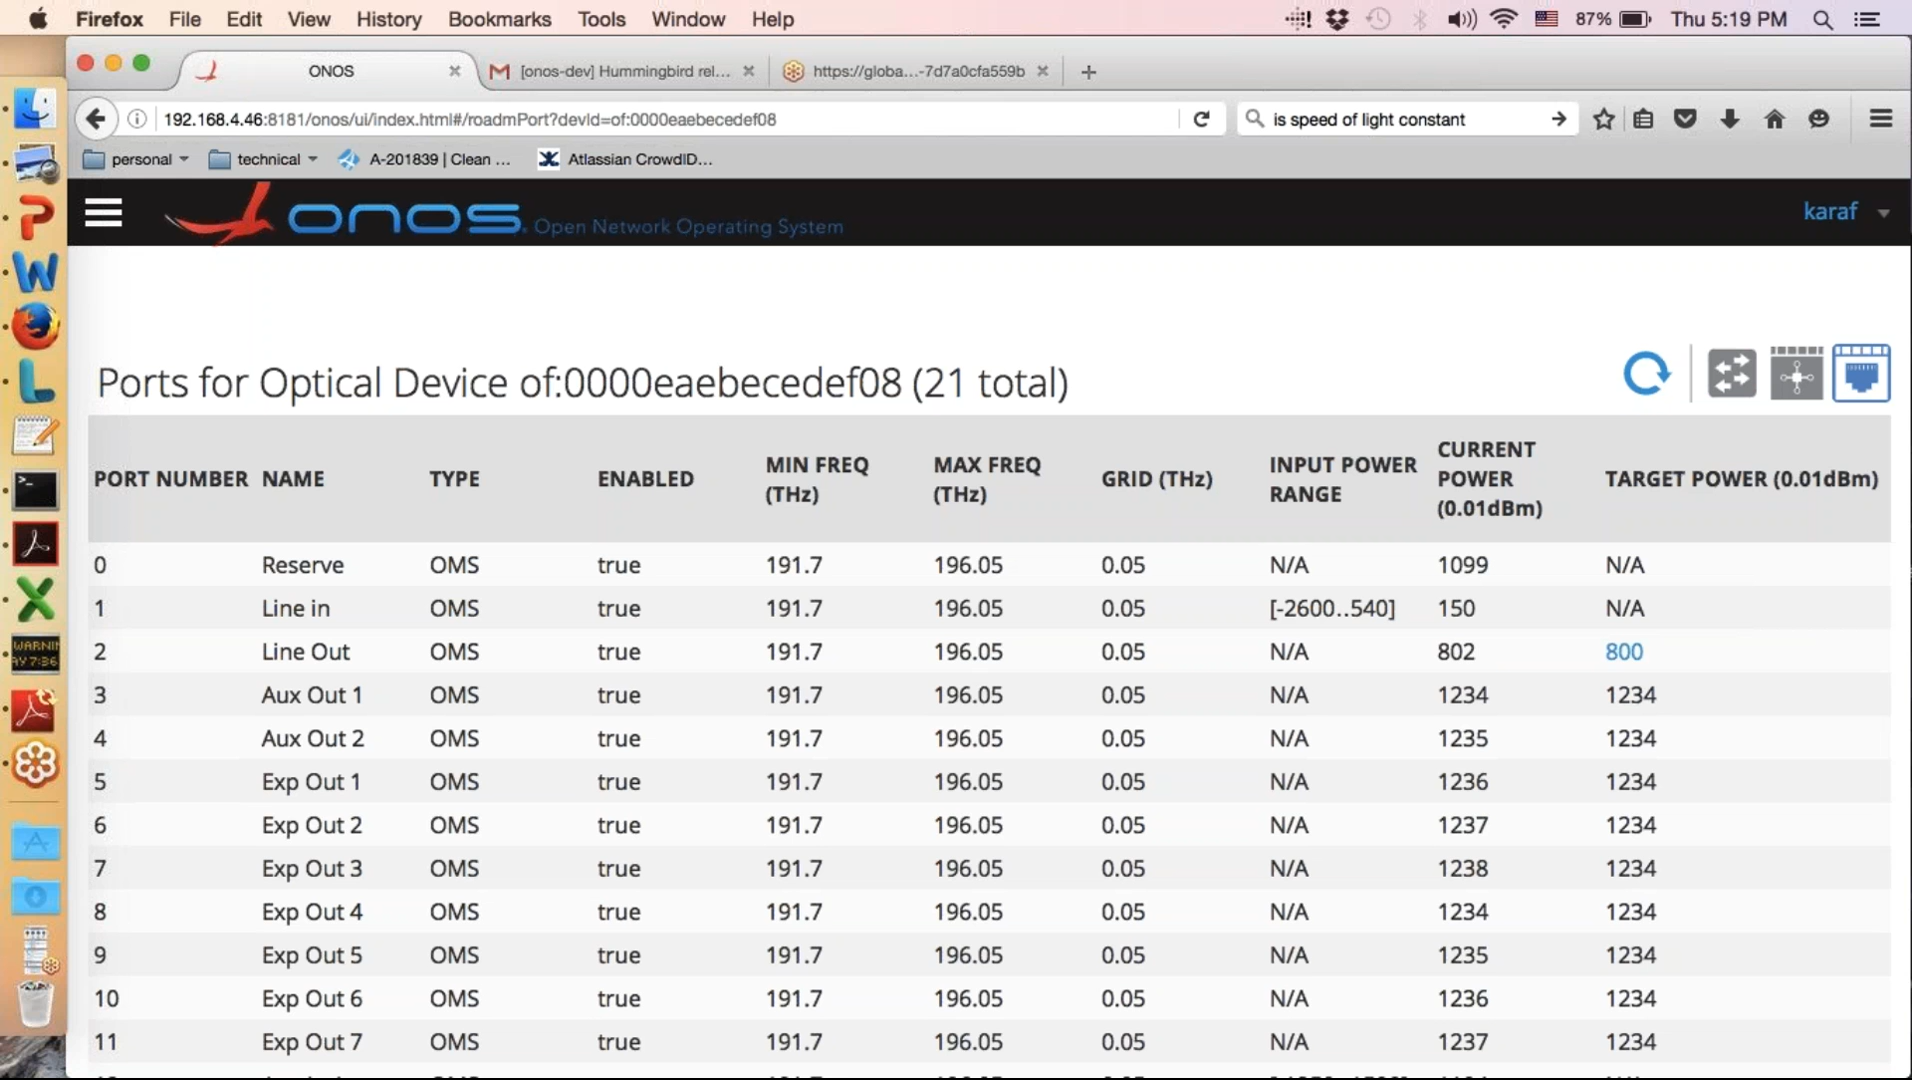 Firefox File Edit View History Bookmarks Tools Window Help 87% Thu 5:19 PM
ONOS [onos-dev] Hummingbird rel... https://globa...-7d7a0cfa559b
192.168.4.46:8181/onos/ui/index.html#/roadmPort?devId=of:0000eaebecedef08 is speed of light constant
personal technical A-201839 | Clean ... Atlassian CrowdID...
onos Open Network Operating System karaf
Ports for Optical Device of:0000eaebecedef08 (21 total)
PORT NUMBER NAME TYPE ENABLED MIN FREQ (THz) MAX FREQ (THz) GRID (THz) INPUT POWER RANGE CURRENT POWER (0.01dBm) TARGET POWER (0.01dBm)
0 Reserve OMS true 191.7 196.05 0.05 N/A 1099 N/A
1 Line in OMS true 191.7 196.05 0.05 [-2600..540] 150 N/A
2 Line Out OMS true 191.7 196.05 0.05 N/A 802 800
3 Aux Out 1 OMS true 191.7 196.05 0.05 N/A 1234 1234
4 Aux Out 2 OMS true 191.7 196.05 0.05 N/A 1235 1234
5 Exp Out 1 OMS true 191.7 196.05 0.05 N/A 1236 1234
6 Exp Out 2 OMS true 191.7 196.05 0.05 N/A 1237 1234
7 Exp Out 3 OMS true 191.7 196.05 0.05 N/A 1238 1234
8 Exp Out 4 OMS true 191.7 196.05 0.05 N/A 1234 1234
9 Exp Out 5 OMS true 191.7 196.05 0.05 N/A 1235 1234
10 Exp Out 6 OMS true 191.7 196.05 0.05 N/A 1236 1234
11 Exp Out 7 OMS true 191.7 196.05 0.05 N/A 1237 1234